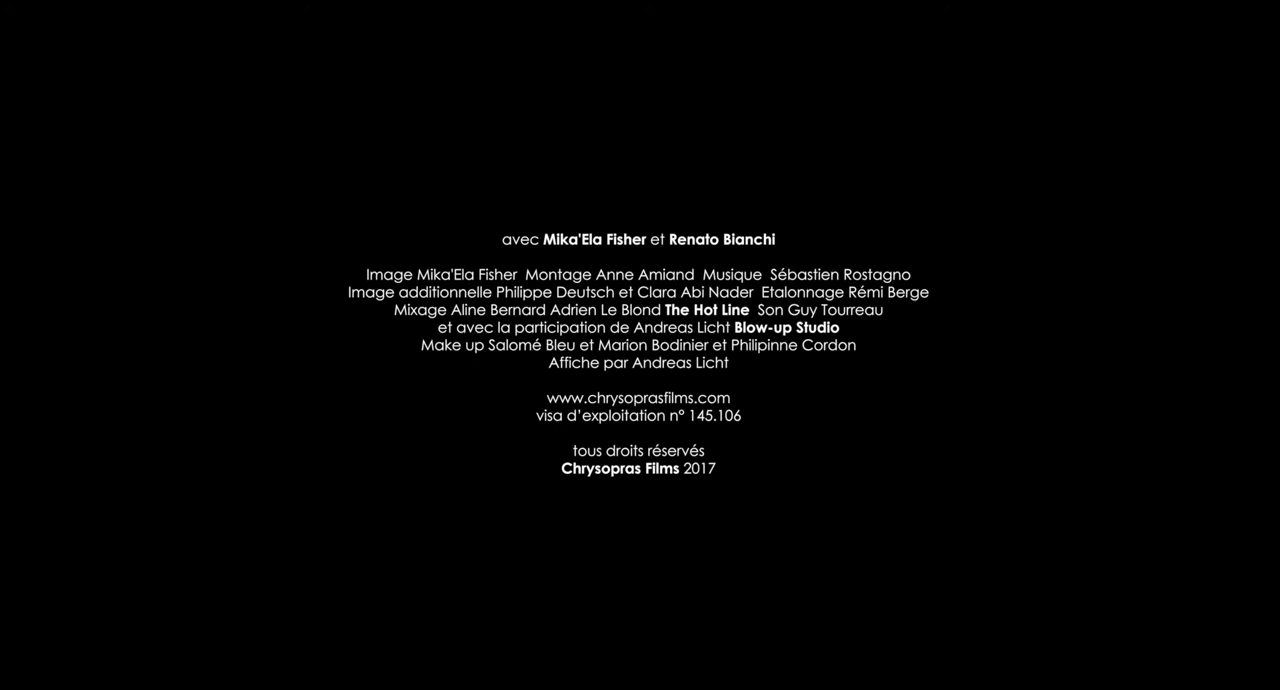 avec Mika'Ela Fisher et Renato Bianchi
Image Mika'Ela Fisher Montage Anne Amiand Musique Sébastien Rostagno
Image additionnelle Philippe Deutsch et Clara Abi Nader Etalonnage Rémi Berge
Mixage Aline Bernard Adrien Le Blond The Hot Line Son Guy Tourreau
et avec la participation de Andreas Licht Blow-up Studio
Make up Salomé Bleu et Marion Bodinier et Philipinne Cordon
Affiche par Andreas Licht
www.chrysoprasfilms.com
visa d’exploitation n° 145.106
tous droits réservés
Chrysopras Films 2017